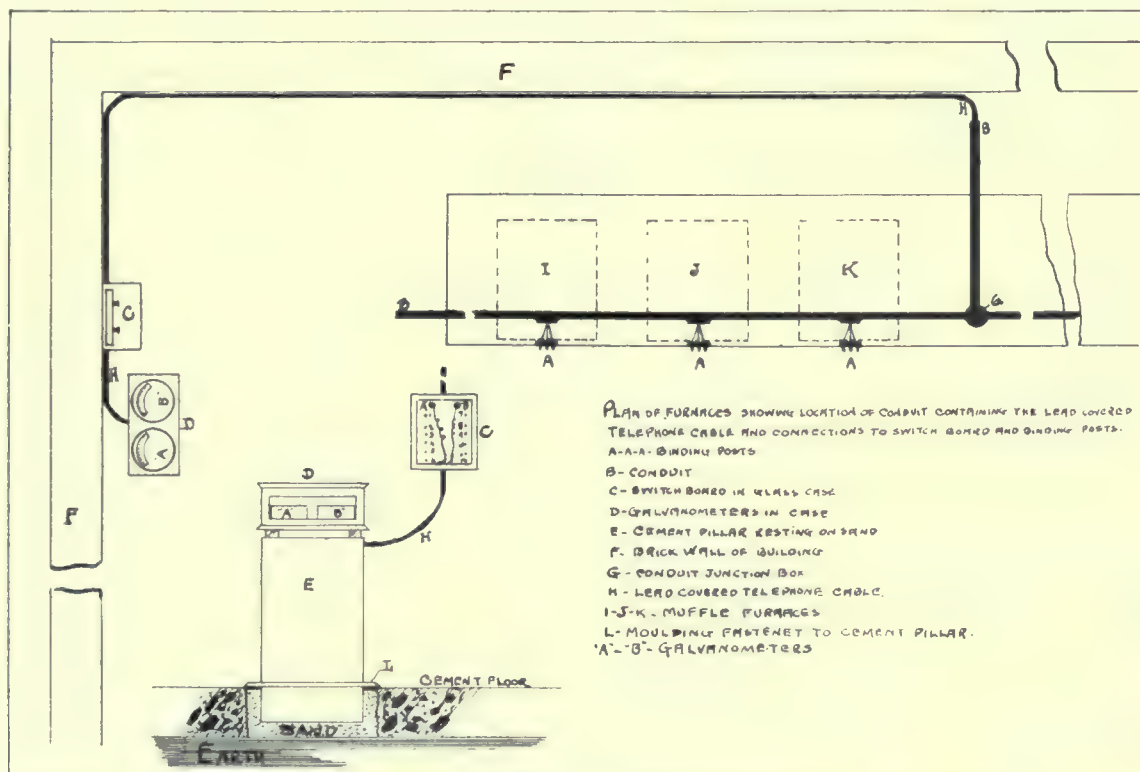 F
H
B
I
J
K
G
B
C
A
A
A
H
B
D
A
A B
C
D
A B
H
F
E
L
CEMENT FLOOR
SAND
EARTH
PLAN OF FURNACES SHOWING LOCATION OF CONDUIT CONTAINING THE LEAD COVERED
TELEPHONE CABLE AND CONNECTIONS TO SWITCH BOARD AND BINDING POSTS.
A-A-A- BINDING POSTS
B- CONDUIT
C- SWITCH BOARD IN GLASS CASE
D- GALVANOMETERS IN CASE
E- CEMENT PILLAR RESTING ON SAND
F- BRICK WALL OF BUILDING
G- CONDUIT JUNCTION BOX
H- LEAD COVERED TELEPHONE CABLE.
I-J-K- MUFFLE FURNACES
L- MOULDING FASTENET TO CEMENT PILLAR.
"A"-"B"- GALVANOMETERS